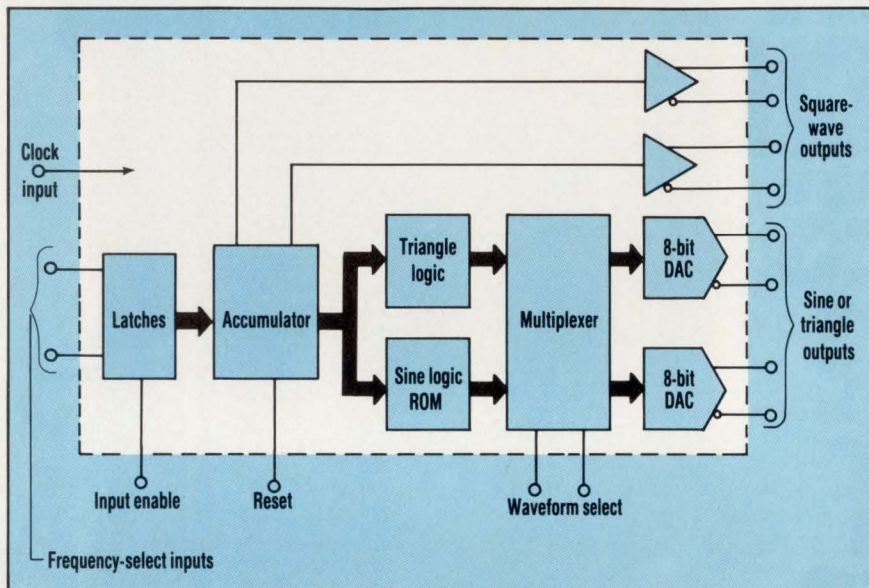 Square-
wave
outputs
Clock
input
Triangle
logic
8-bit
DAC
Latches
Accumulator
Multiplexer
Sine or
triangle
outputs
Sine logic
ROM
8-bit
DAC
Input enable
Reset
Waveform select
Frequency-select inputs